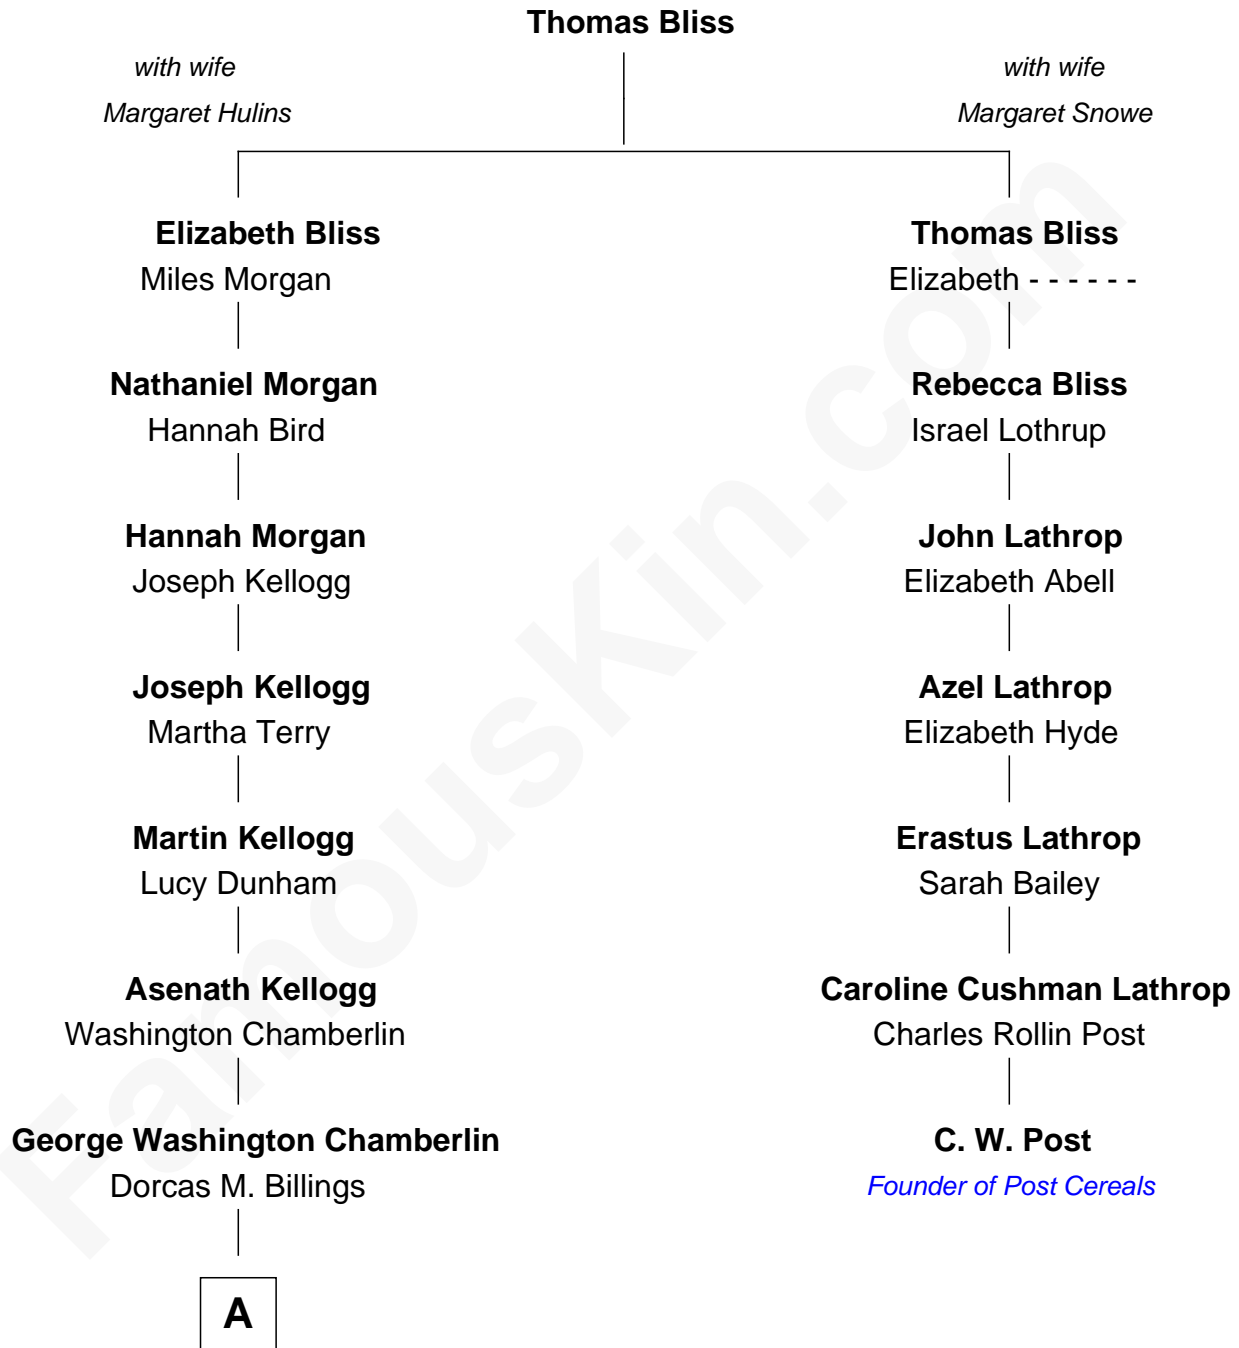 Thomas Bliss
with wife
Margaret Hulins
with wife
Margaret Snowe
Elizabeth Bliss
Miles Morgan
Thomas Bliss
Elizabeth - - - - - -
Nathaniel Morgan
Hannah Bird
Rebecca Bliss
Israel Lothrup
Hannah Morgan
Joseph Kellogg
John Lathrop
Elizabeth Abell
Joseph Kellogg
Martha Terry
Azel Lathrop
Elizabeth Hyde
Martin Kellogg
Lucy Dunham
Erastus Lathrop
Sarah Bailey
Asenath Kellogg
Washington Chamberlin
Caroline Cushman Lathrop
Charles Rollin Post
George Washington Chamberlin
Dorcas M. Billings
C. W. Post
Founder of Post Cereals
A
FamousKin.com